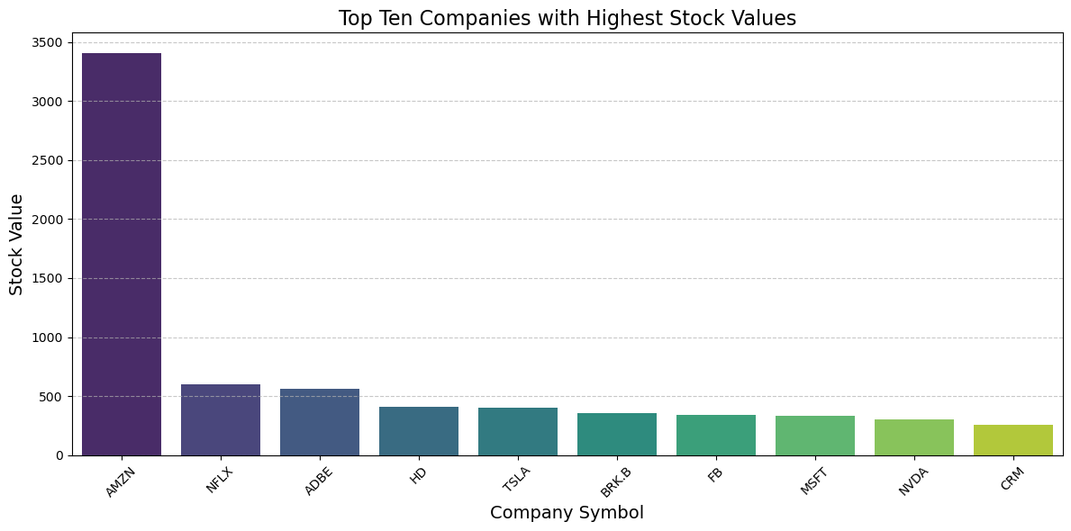 Top Ten Companies with Highest Stock Values
Stock Value
3500
3000
2500
2000
1500
1000
500
0
AMZN
NFLX
ADBE
HD
TSLA
BRK.B
FB
MSFT
NVDA
CRM
Company Symbol